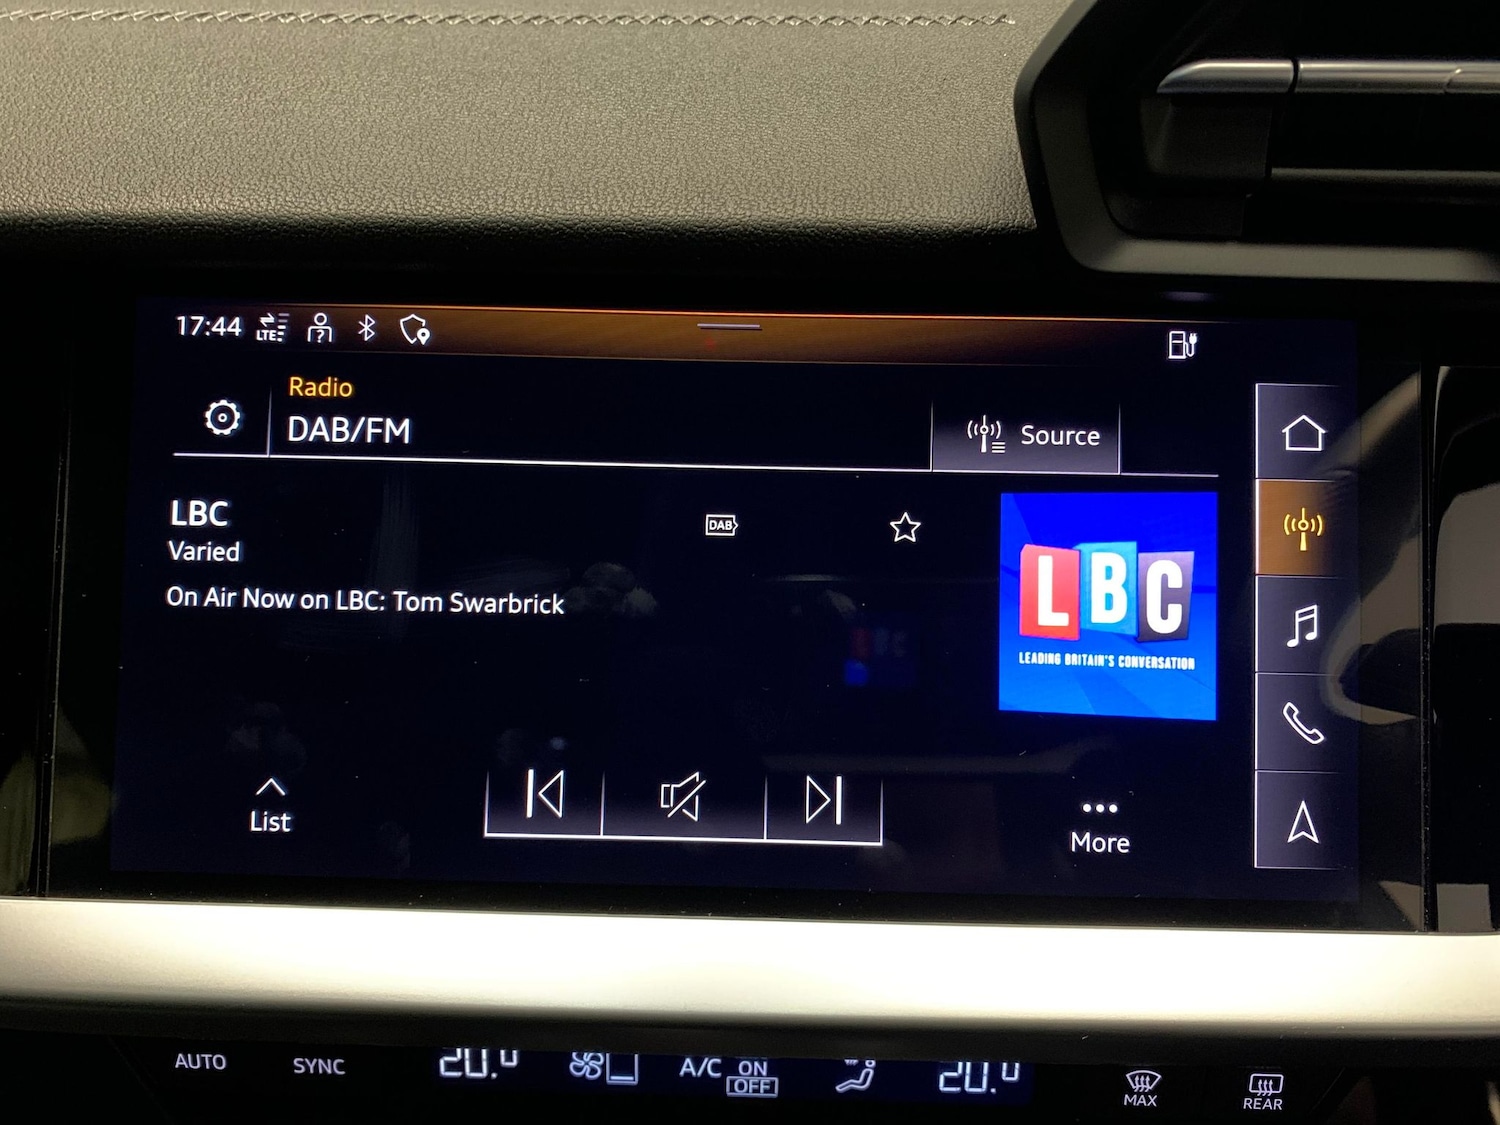 17:44 LTE
Radio
DAB/FM
Source
LBC
DAB
Varied
On Air Now on LBC: Tom Swarbrick
LBC
LEADING BRITAIN'S CONVERSATION
List
More
AUTO
SYNC
20.0
A/C ON
OFF
20.0
MAX
REAR